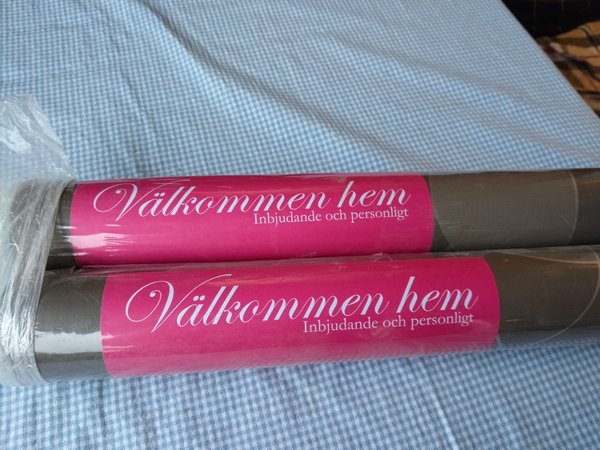 Välkommen hem
Inbjudande och personligt
Välkommen hem
Inbjudande och personligt